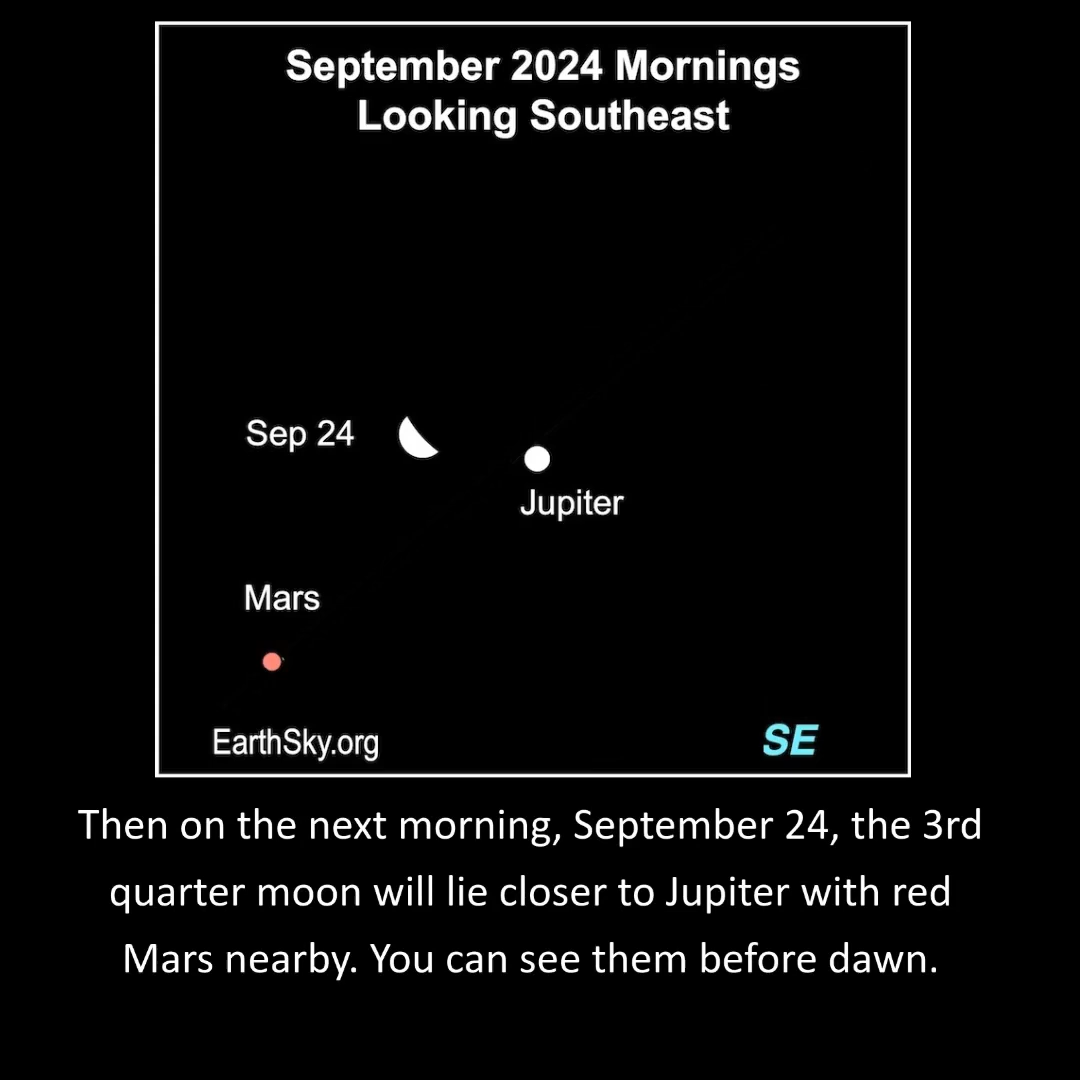 September 2024 Mornings
Looking Southeast
Sep 24
Jupiter
Mars
EarthSky.org
SE
Then on the next morning, September 24, the 3rd
quarter moon will lie closer to Jupiter with red
Mars nearby. You can see them before dawn.